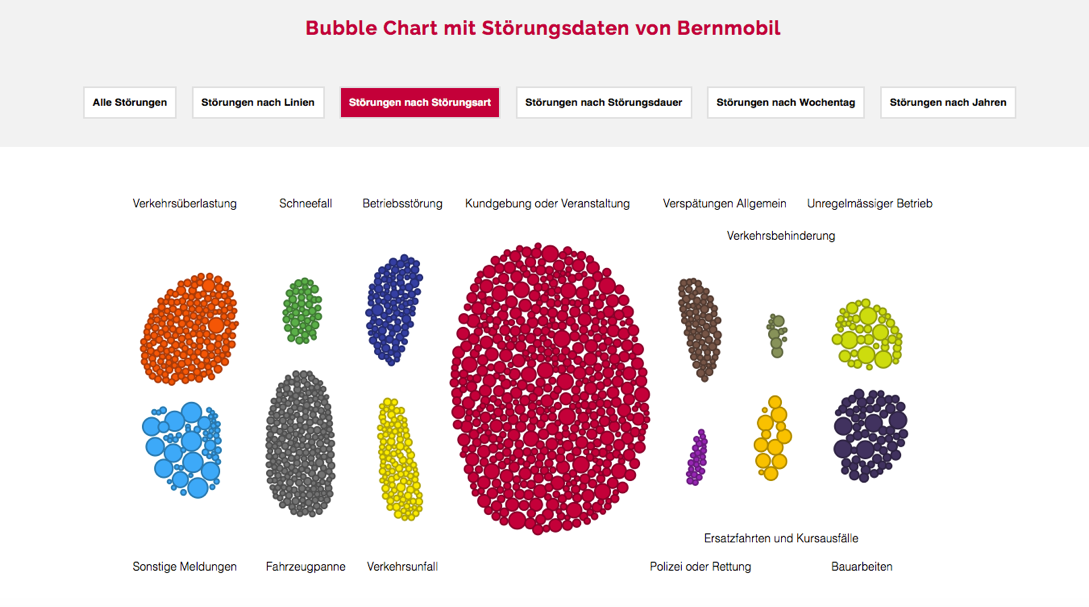 Bubble Chart mit Störungsdaten von Bernmobil
Alle Störungen
Störungen nach Linien
Störungen nach Störungsart
Störungen nach Störungsdauer
Störungen nach Wochentag
Störungen nach Jahren
Verkehrsüberlastung
Schneefall
Betriebsstörung
Kundgebung oder Veranstaltung
Verspätungen Allgemein
Unregelmässiger Betrieb
Verkehrsbehinderung
Ersatzfahrten und Kursausfälle
Sonstige Meldungen
Fahrzeugpanne
Verkehrsunfall
Polizei oder Rettung
Bauarbeiten